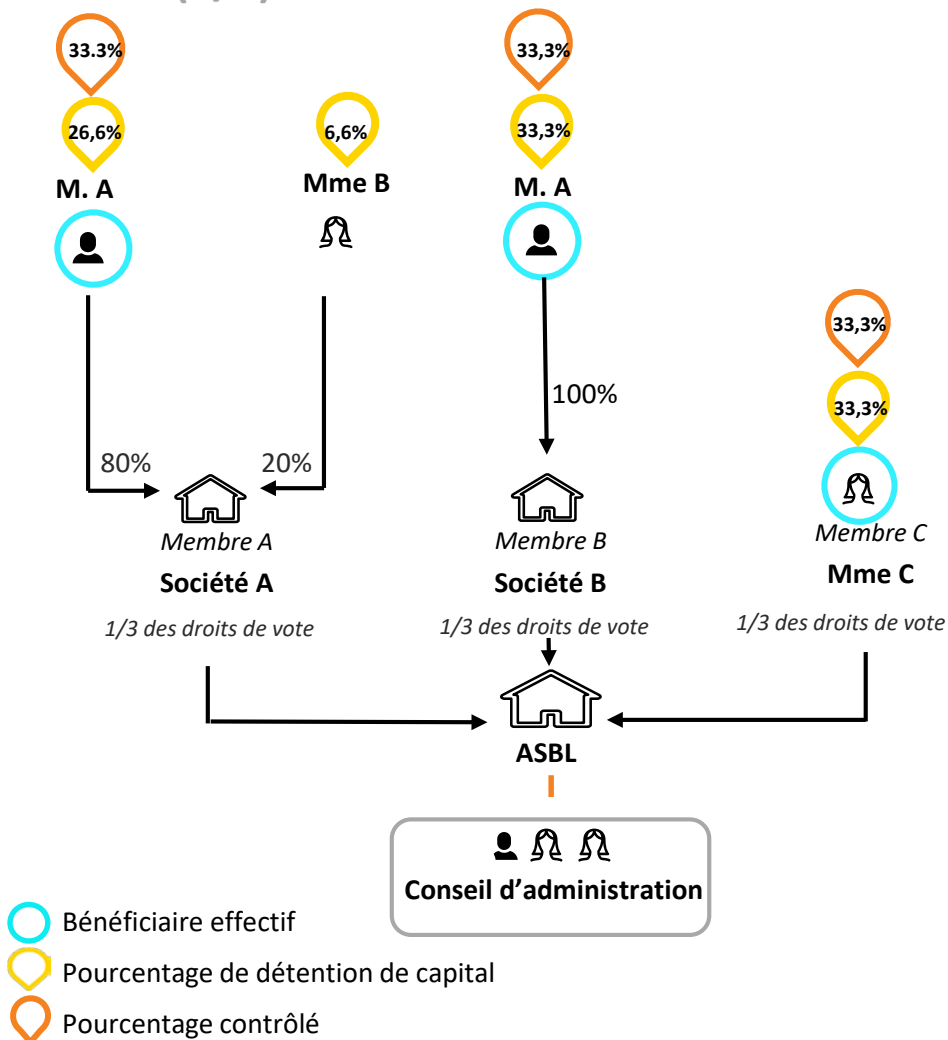 33.3%
33,3%
26,6%
6,6%
33,3%
M. A
Mme B
M. A
33,3%
100%
33,3%
80%
20%
Membre A
Membre B
Membre C
Société A
Société B
Mme C
1/3 des droits de vote
1/3 des droits de vote
1/3 des droits de vote
ASBL
Conseil d'administration
Bénéficiaire effectif
Pourcentage de détention de capital
Pourcentage contrôlé